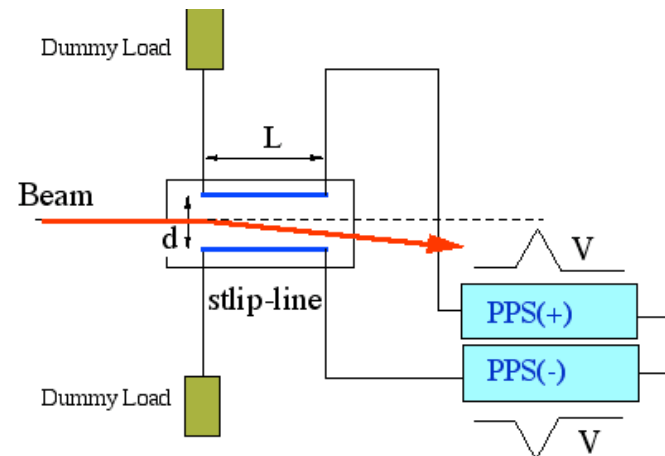 Dummy Load
L
Beam
d
V
stlip-line
PPS(+)
PPS(-)
Dummy Load
V